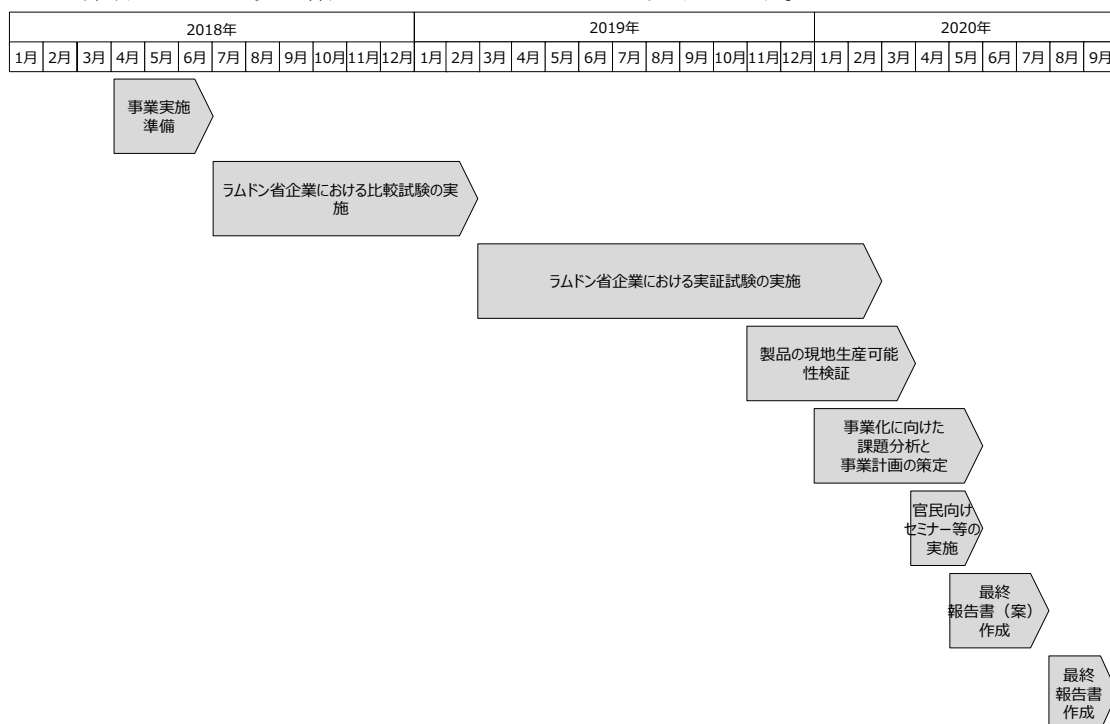 2018年 2019年 2020年
1月 2月 3月 4月 5月 6月 7月 8月 9月 10月 11月 12月 1月 2月 3月 4月 5月 6月 7月 8月 9月 10月 11月 12月 1月 2月 3月 4月 5月 6月 7月 8月 9月
事業実施
準備
ラムドン省企業における比較試験の実
施
ラムドン省企業における実証試験の実施
製品の現地生産可能
性検証
事業化に向けた
課題分析と
事業計画の策定
官民向け
セミナー等の
実施
最終
報告書（案）
作成
最終
報告書
作成